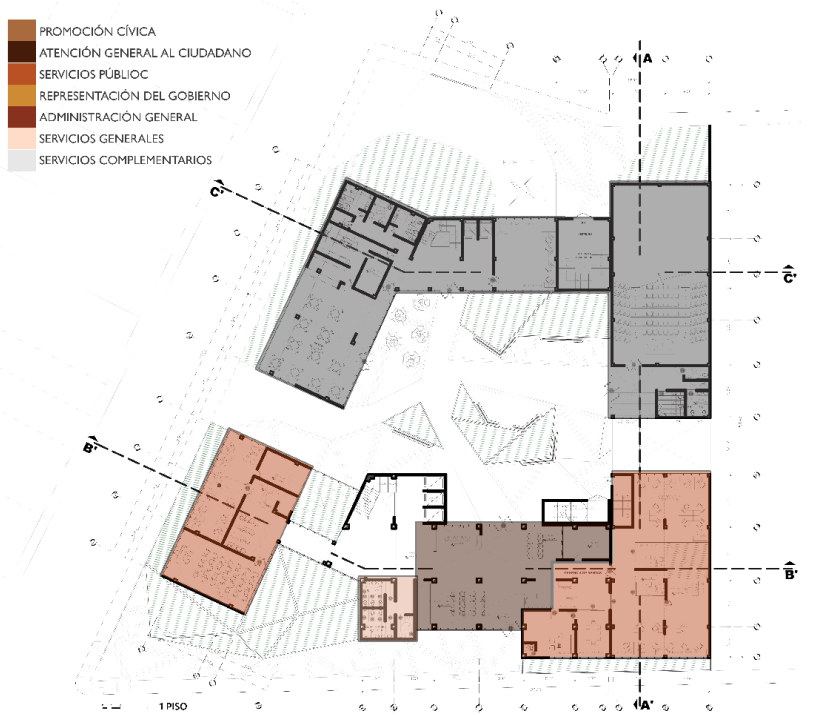 PROMOCIÓN CÍVICA
ATENCIÓN GENERAL AL CIUDADANO
SERVICIOS PÚBLIOC
REPRESENTACIÓN DEL GOBIERNO
ADMINISTRACIÓN GENERAL
SERVICIOS GENERALES
SERVICIOS COMPLEMENTARIOS
A
C'
C'
B'
B'
A'
1 PISO